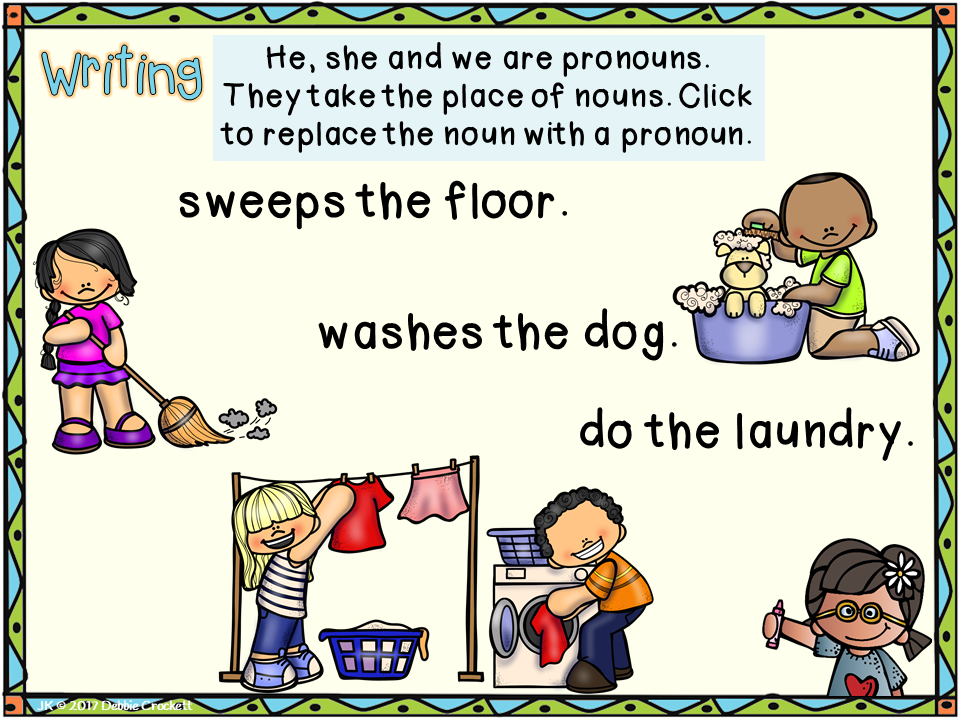 Writing
He, she and we are pronouns.
They take the place of nouns. Click
to replace the noun with a pronoun.
sweeps the floor.
washes the dog.
do the laundry.
JK © 2017 Debbie Crockett